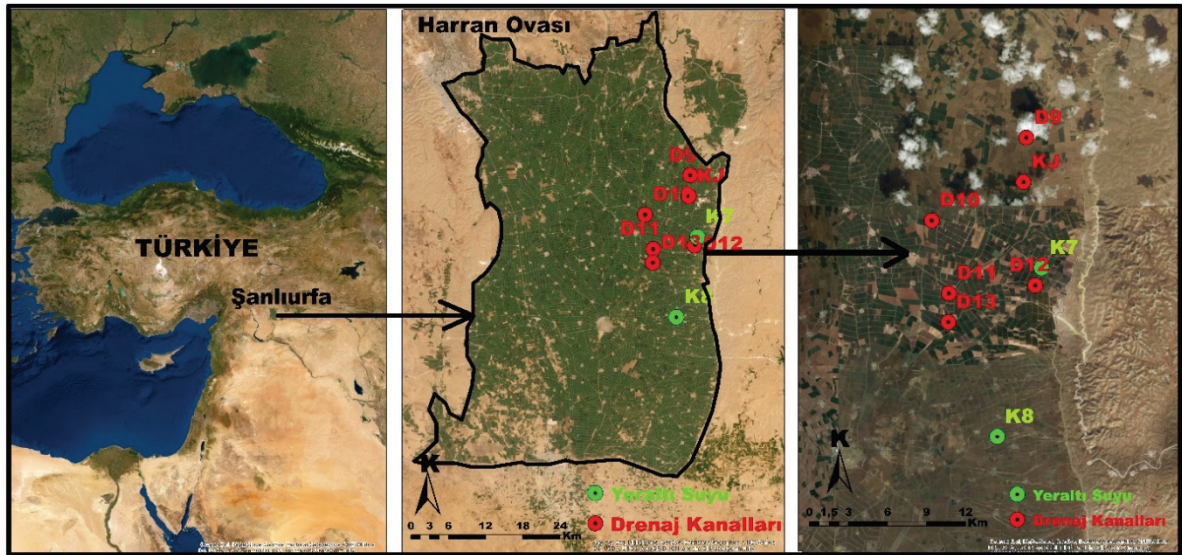 TÜRKİYE
Şanlıurfa
Harran Ovası
D9
KJ
D10
K7
D11
D13
D12
K8
K
Yeraltı Suyu
Drenaj Kanalları
0 3 6 12 18 24
Km
D9
KJ
D10
K7
D12
D11
D13
K8
K
Yeraltı Suyu
Drenaj Kanalları
0 1,5 3 6 9 12
Km